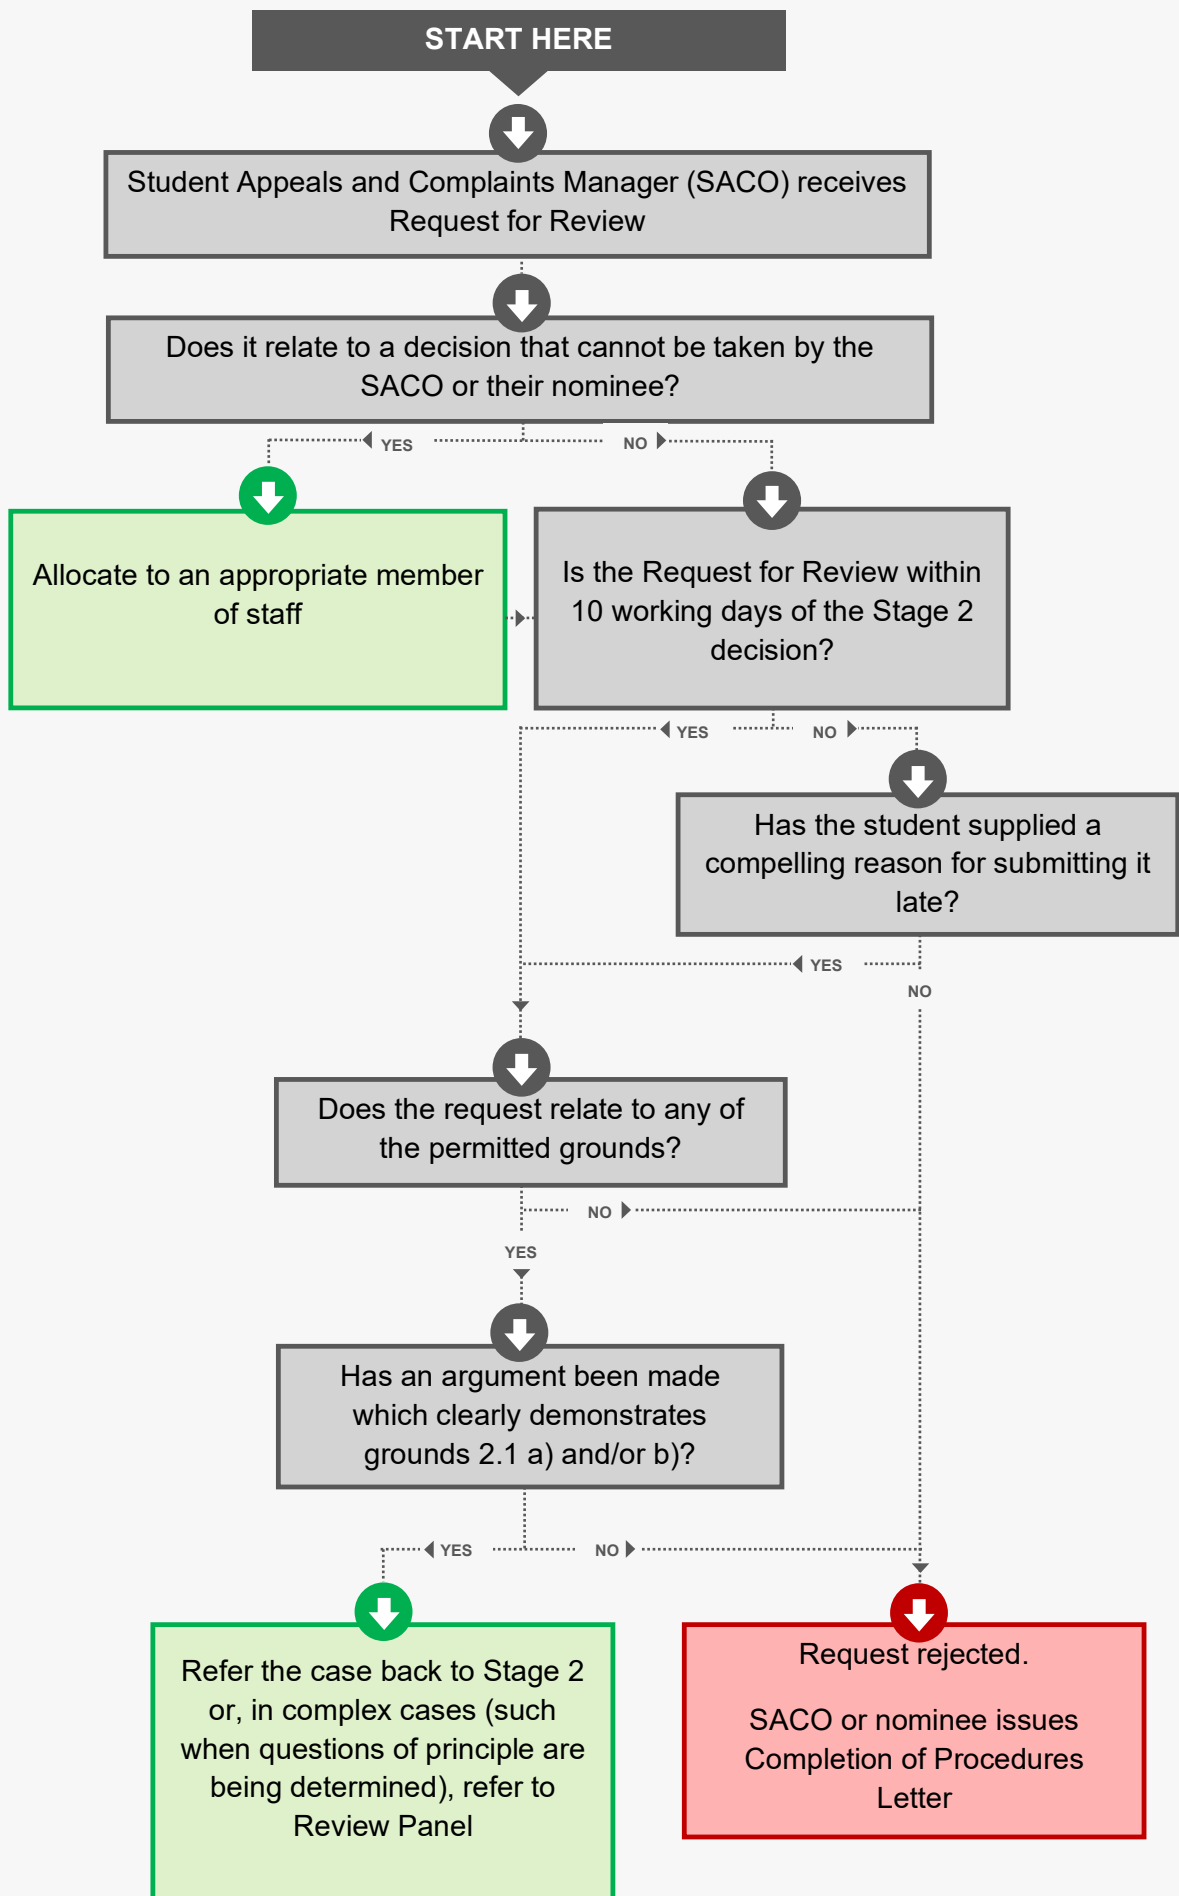 START HERE
Student Appeals and Complaints Manager (SACO) receives
Request for Review
Does it relate to a decision that cannot be taken by the
SACO or their nominee?
YES
NO
Allocate to an appropriate member
of staff
Is the Request for Review within
10 working days of the Stage 2
decision?
YES
NO
Has the student supplied a
compelling reason for submitting it
late?
YES
NO
Does the request relate to any of
the permitted grounds?
NO
YES
Has an argument been made
which clearly demonstrates
grounds 2.1 a) and/or b)?
YES
NO
Refer the case back to Stage 2
or, in complex cases (such
when questions of principle are
being determined), refer to
Review Panel
Request rejected.
SACO or nominee issues
Completion of Procedures
Letter